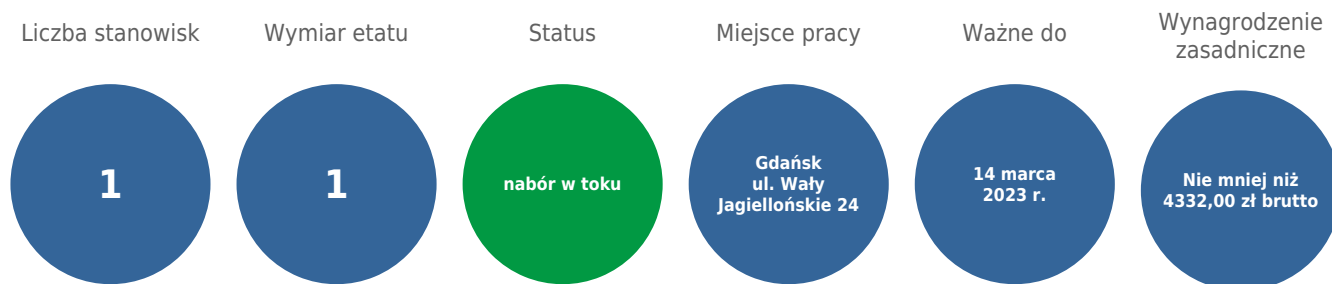 Liczba stanowisk
1
Wymiar etatu
1
Status
nabór w toku
Miejsce pracy
Gdańsk
ul. Wały
Jagiellońskie 24
Ważne do
14 marca
2023 r.
Wynagrodzenie
zasadniczne
Nie mniej niż
4332,00 zł brutto